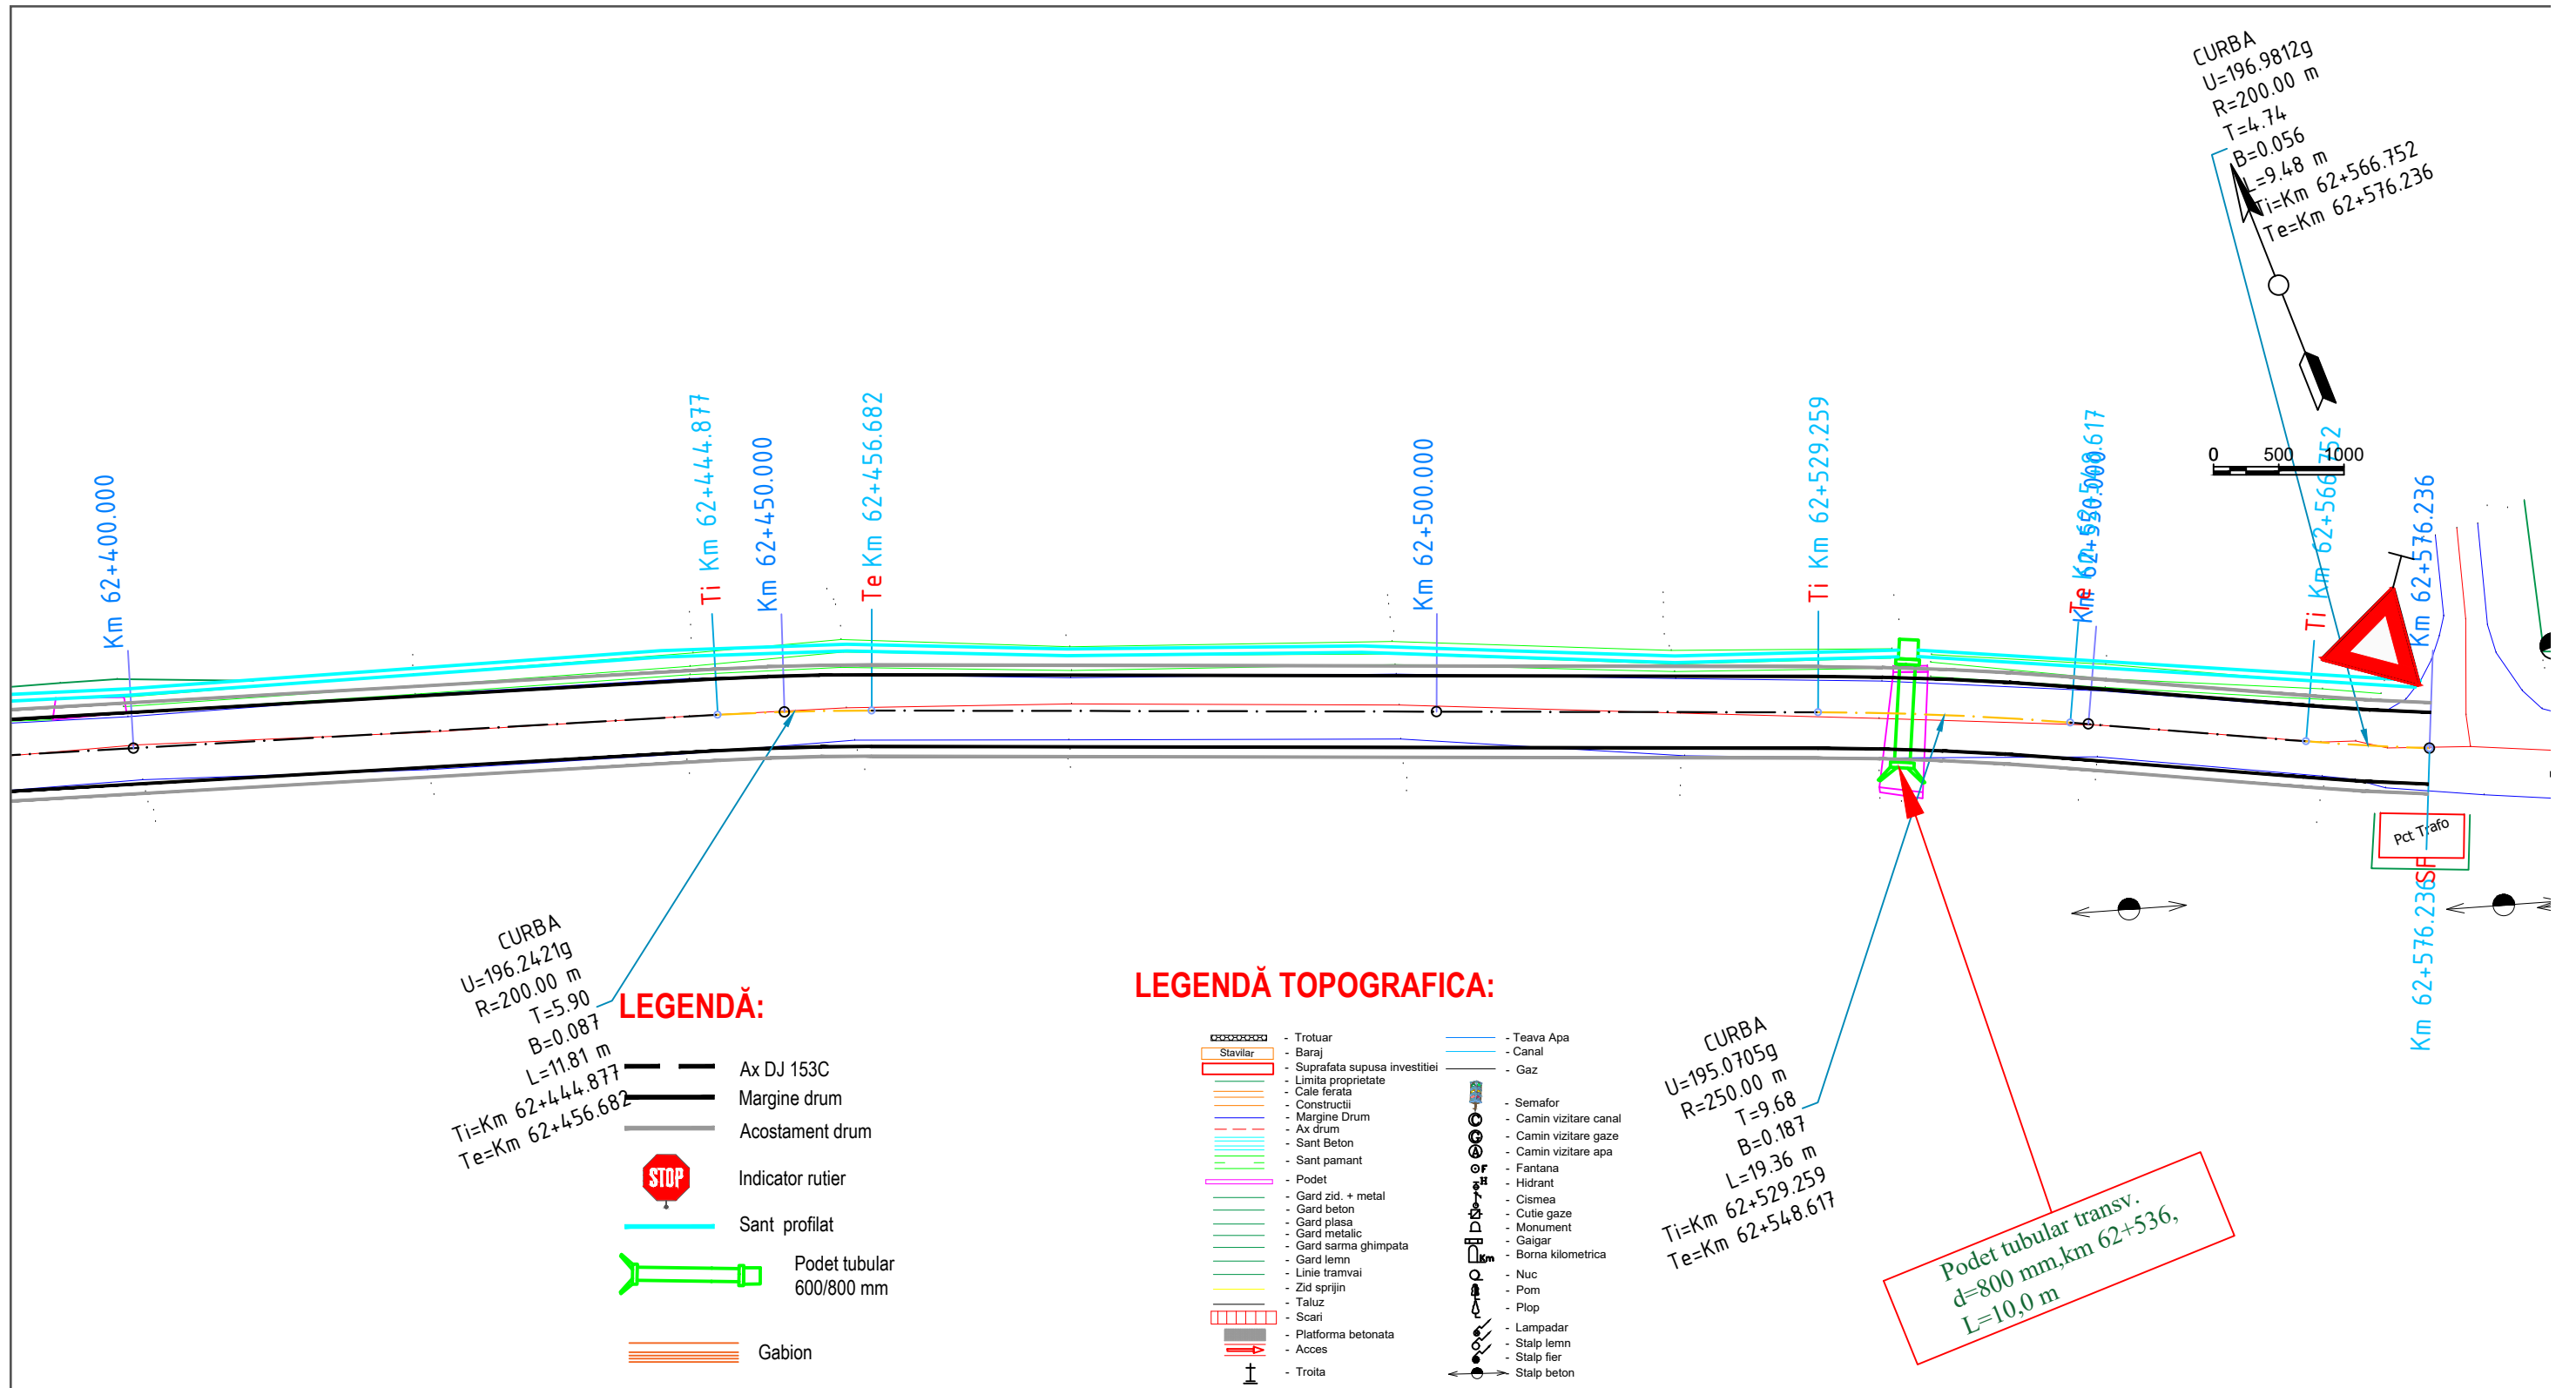 CURBA
U=196.9812g
R=200.00 m
T=4.74
B=0.056
L=9.48 m
Ti=Km 62+566.752
Te=Km 62+576.236
0 500 1000
Km 62+400.000
Ti Km 62+444.877
Km 62+450.000
Te Km 62+456.682
Km 62+500.000
Ti Km 62+529.259
Te Km 62+548.617
Km 62+550.000
Ti Km 62+566.752
Km 62+576.236
Pct Trafo
SF
Km 62+576.236
CURBA
U=196.2421g
R=200.00 m
T=5.90
B=0.087
L=11.81 m
Ti=Km 62+444.877
Te=Km 62+456.682
LEGENDĂ:
Ax DJ 153C
Margine drum
Acostament drum
STOP
Indicator rutier
Sant profilat
Podet tubular
600/800 mm
Gabion
LEGENDĂ TOPOGRAFICA:
- Trotuar
Stavilar - Baraj
- Suprafata supusa investitiei
- Limita proprietate
- Cale ferata
- Constructii
- Margine Drum
- Ax drum
- Sant Beton
- Sant pamant
- Podet
- Gard zid. + metal
- Gard beton
- Gard plasa
- Gard metalic
- Gard sarma ghimpata
- Gard lemn
- Linie tramvai
- Zid sprijin
- Taluz
- Scari
- Platforma betonata
- Acces
- Troita
- Teava Apa
- Canal
- Gaz
- Semafor
C - Camin vizitare canal
G - Camin vizitare gaze
A - Camin vizitare apa
F - Fantana
H - Hidrant
- Cismea
- Cutie gaze
- Monument
- Gaigar
Km - Borna kilometrica
- Nuc
- Pom
- Plop
- Lampadar
- Stalp lemn
- Stalp fier
- Stalp beton
CURBA
U=195.0705g
R=250.00 m
T=9.68
B=0.187
L=19.36 m
Ti=Km 62+529.259
Te=Km 62+548.617
Podet tubular transv.
d=800 mm,km 62+536,
L=10,0 m